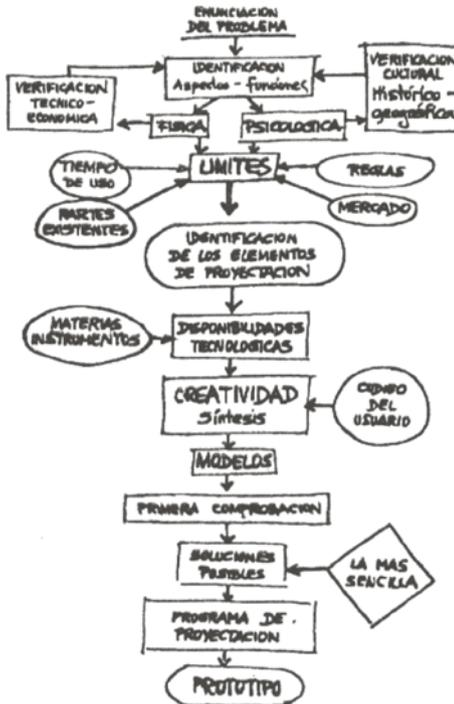 ENUNCIACION
DEL PROBLEMA
IDENTIFICACION
Aspectos - funciones
VERIFICACION
TECNICO-
ECONOMICA
VERIFICACION
CULTURAL
Histórico -
geográfica
FISICA
PSICOLOGICA
TIEMPO
DE USO
LIMITES
REGLAS
PARTES
EXISTENTES
MERCADO
IDENTIFICACION
DE LOS ELEMENTOS
DE PROYECTACION
MATERIAS
INSTRUMENTOS
DISPONIBILIDADES
TECNOLOGICAS
CREATIVIDAD
Síntesis
CODIGO
DEL
USUARIO
MODELOS
PRIMERA COMPROBACION
SOLUCIONES
POSIBLES
LA MAS
SENCILLA
PROGRAMA DE
PROYECTACION
PROTOTIPO